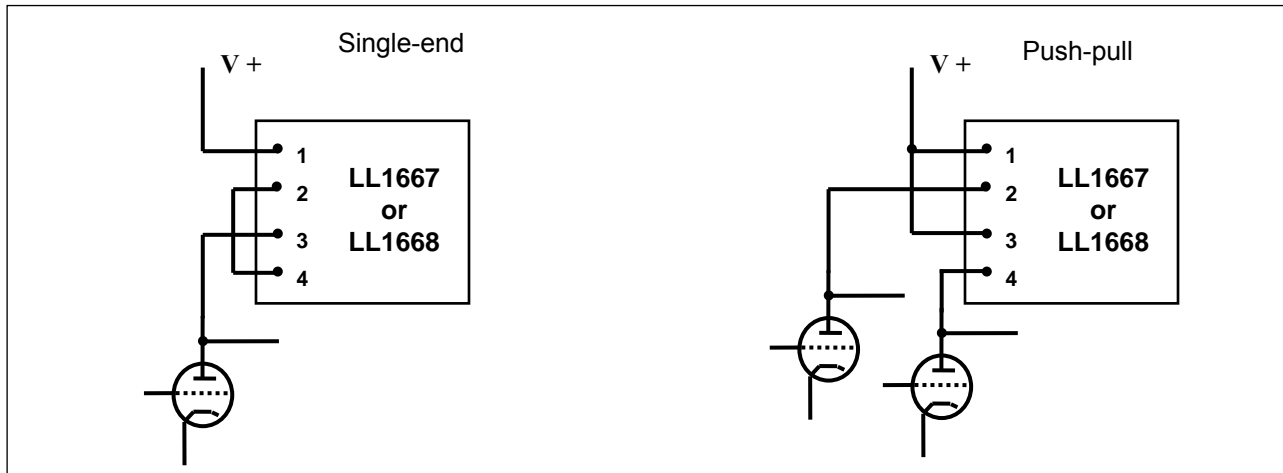 Single-end
V +
1
2
3
4
LL1667
or
LL1668
Push-pull
V +
1
2
3
4
LL1667
or
LL1668